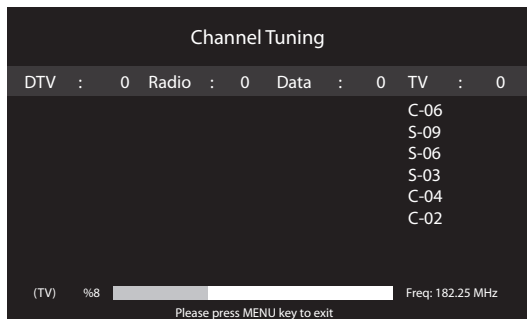 Channel Tuning
DTV : 0 Radio : 0 Data : 0 TV : 0
C-06
S-09
S-06
S-03
C-04
C-02
(TV) %8 Freq: 182.25 MHz
Please press MENU key to exit